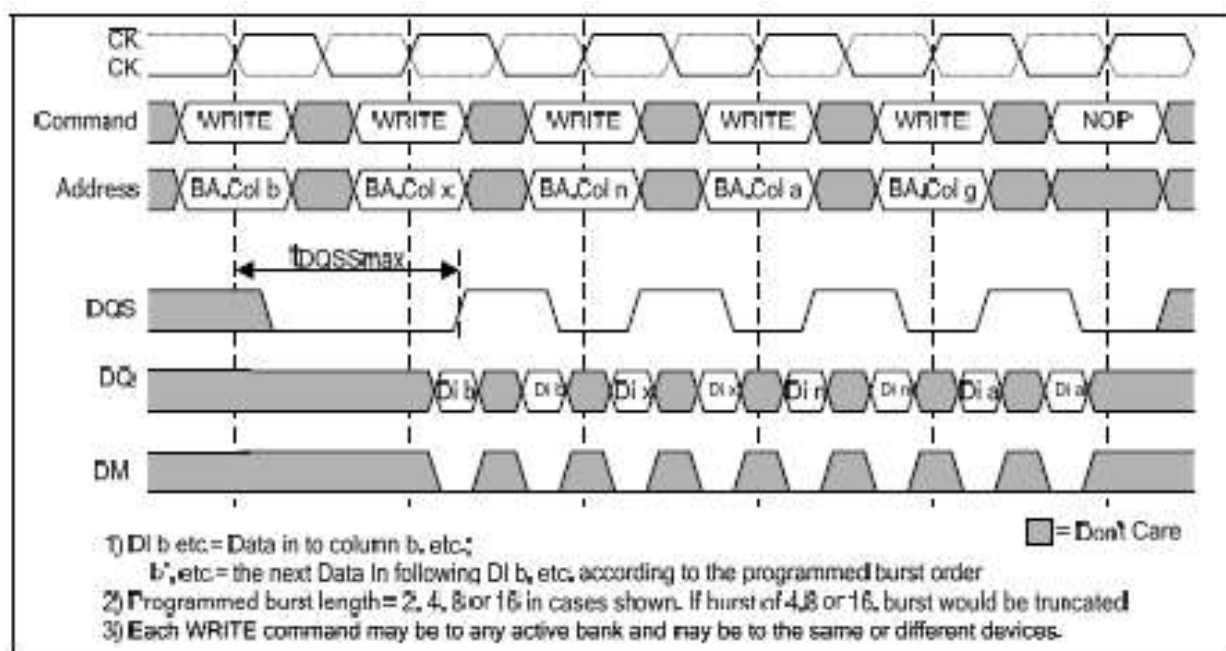 CK
CK
Command WRITE WRITE WRITE WRITE WRITE NOP
Address BA,Col b BA,Col x BA,Col n BA,Col a BA,Col g
tDQSSmax
DQS
DQ Di b Di b Di x Di x Di n Di n Di a Di a
DM
= Don't Care
1) DI b etc.= Data in to column b, etc.;
b', etc.= the next Data In following DI b, etc. according to the programmed burst order
2) Programmed burst length= 2, 4, 8 or 16 in cases shown. If burst of 4,8 or 16, burst would be truncated
3) Each WRITE command may be to any active bank and may be to the same or different devices.